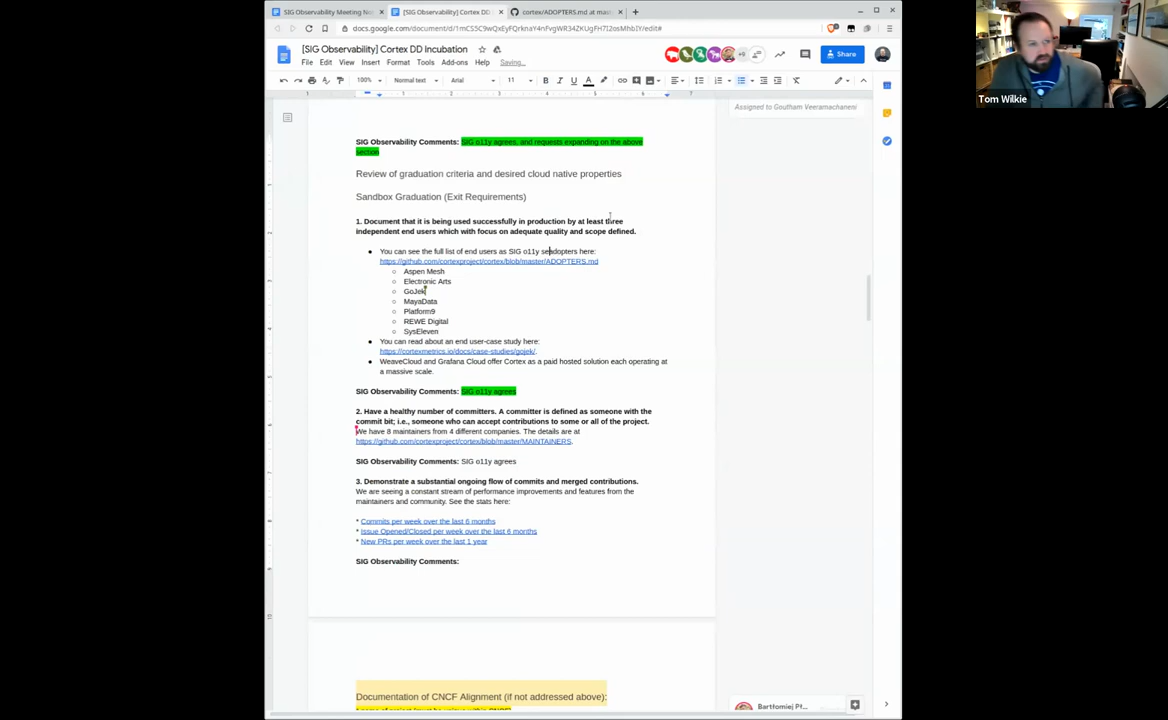 SIG Observability Meeting No
[SIG Observability] Cortex DD
cortex/ADOPTERS.md at mas
docs.google.com/document/d/
[SIG Observability] Cortex DD Incubation
File Edit View Insert Format Tools Add-ons Help Saving...
Share
100% Normal text Arial 11
Tom Wilkie
Assigned to Goutham Veeramachaneni
SIG Observability Comments: SIG o11y agrees, and requests expanding on the above
section
Review of graduation criteria and desired cloud native properties
Sandbox Graduation (Exit Requirements)
1. Document that it is being used successfully in production by at least three
independent end users which with focus on adequate quality and scope defined.
You can see the full list of end users as SIG o11y seadopters here:
https://github.com/cortexproject/cortex/blob/master/ADOPTERS.md
Aspen Mesh
Electronic Arts
GoJek
MayaData
Platform9
REWE Digital
SysEleven
You can read about an end user-case study here:
https://cortexmetrics.io/docs/case-studies/gojek/.
WeaveCloud and Grafana Cloud offer Cortex as a paid hosted solution each operating at
a massive scale.
SIG Observability Comments: SIG o11y agrees
2. Have a healthy number of committers. A committer is defined as someone with the
commit bit; i.e., someone who can accept contributions to some or all of the project.
We have 8 maintainers from 4 different companies. The details are at
https://github.com/cortexproject/cortex/blob/master/MAINTAINERS.
SIG Observability Comments: SIG o11y agrees
3. Demonstrate a substantial ongoing flow of commits and merged contributions.
We are seeing a constant stream of performance improvements and features from the
maintainers and community. See the stats here:
* Commits per week over the last 6 months
* Issue Opened/Closed per week over the last 6 months
* New PRs per week over the last 1 year
SIG Observability Comments:
Documentation of CNCF Alignment (if not addressed above):
Bartłomiej Pł...